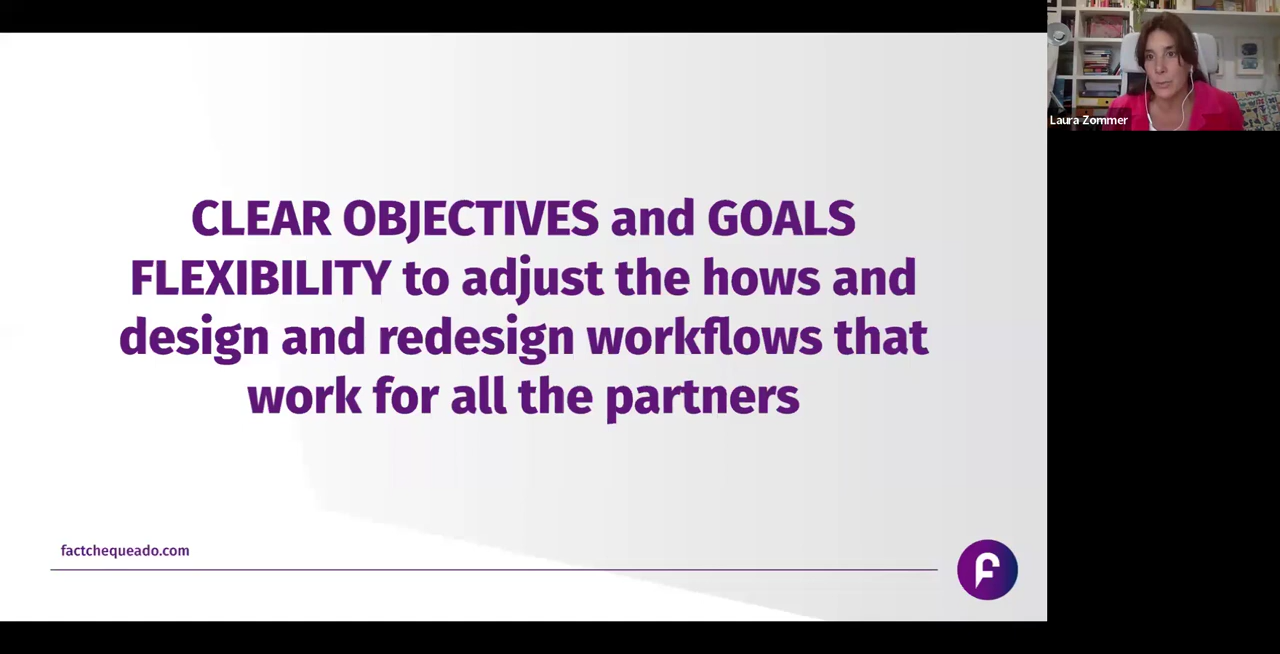 CLEAR OBJECTIVES and GOALS
FLEXIBILITY to adjust the hows and
design and redesign workflows that
work for all the partners
factchequeado.com
Laura Zommer